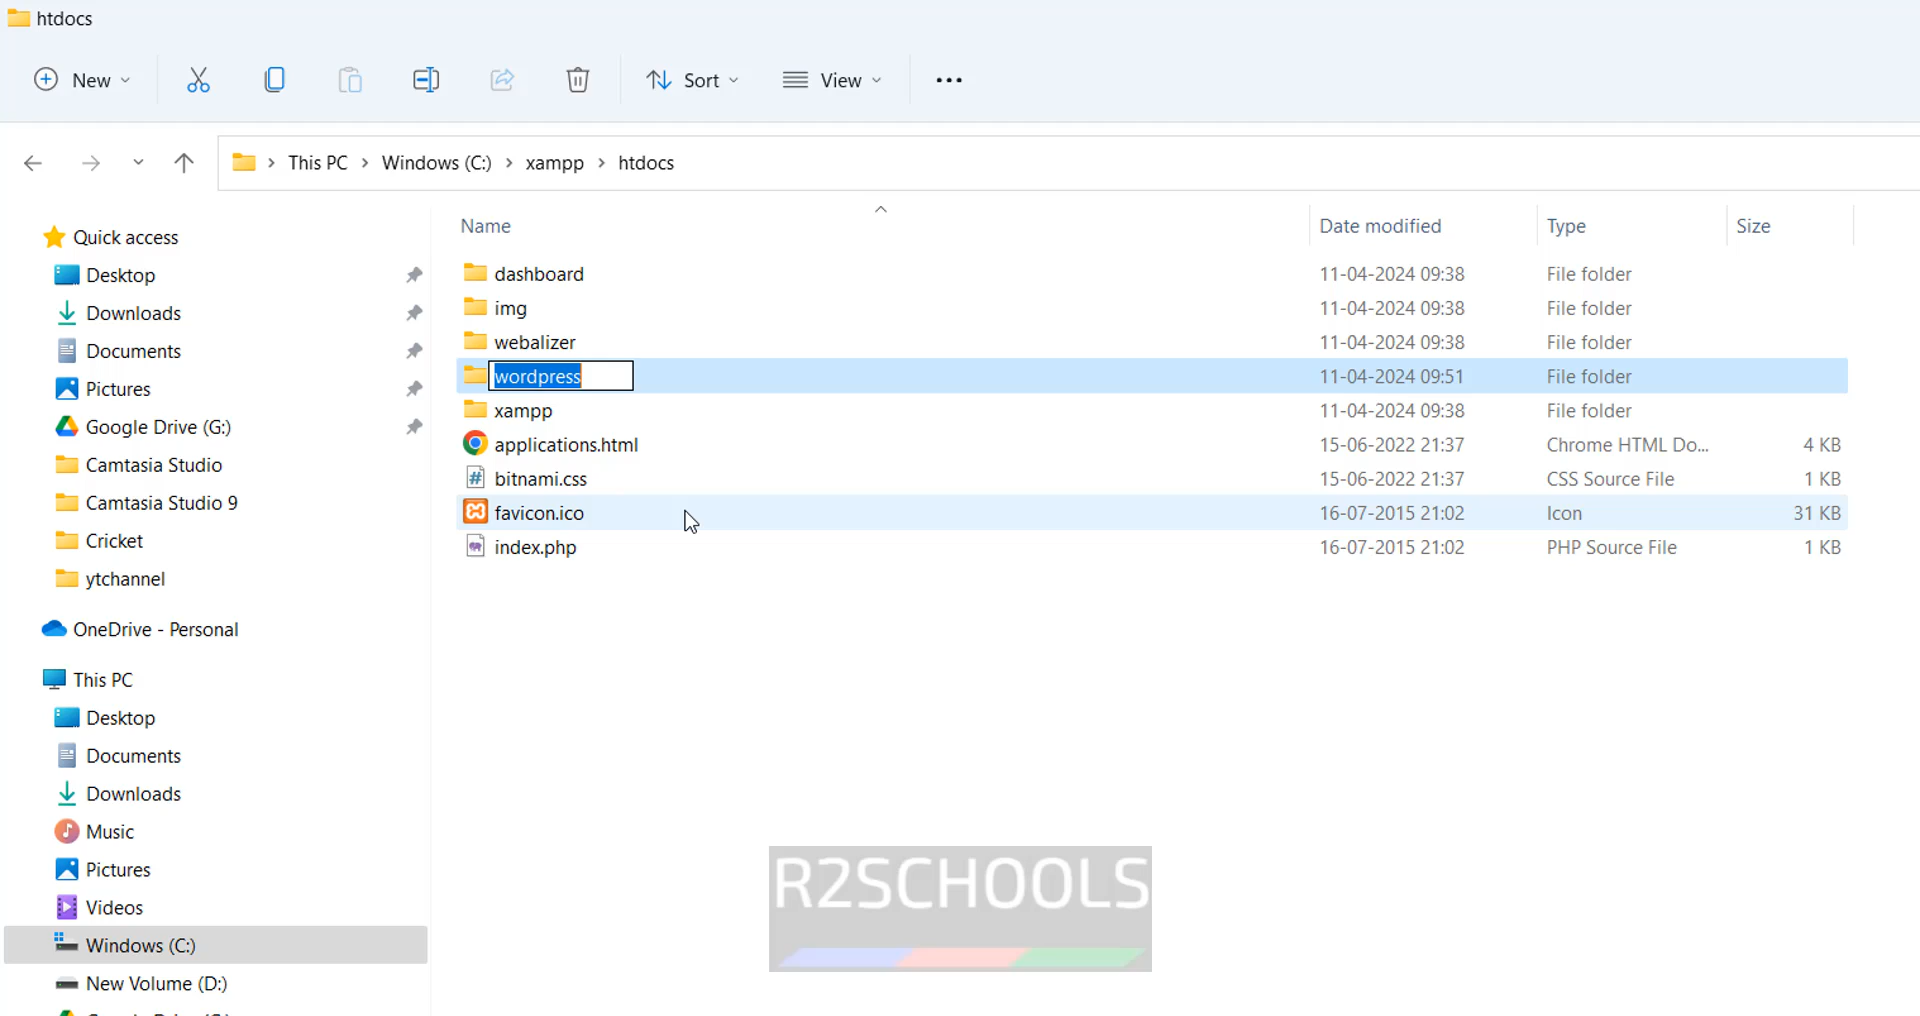 htdocs
New
Sort
View
This PC > Windows (C:) > xampp > htdocs
Name Date modified Type Size
Quick access
Desktop
Downloads
Documents
Pictures
Google Drive (G:)
Camtasia Studio
Camtasia Studio 9
Cricket
ytchannel
OneDrive - Personal
This PC
Desktop
Documents
Downloads
Music
Pictures
Videos
Windows (C:)
New Volume (D:)
dashboard 11-04-2024 09:38 File folder
img 11-04-2024 09:38 File folder
webalizer 11-04-2024 09:38 File folder
wordpress 11-04-2024 09:51 File folder
xampp 11-04-2024 09:38 File folder
applications.html 15-06-2022 21:37 Chrome HTML Do... 4 KB
bitnami.css 15-06-2022 21:37 CSS Source File 1 KB
favicon.ico 16-07-2015 21:02 Icon 31 KB
index.php 16-07-2015 21:02 PHP Source File 1 KB
R2SCHOOLS